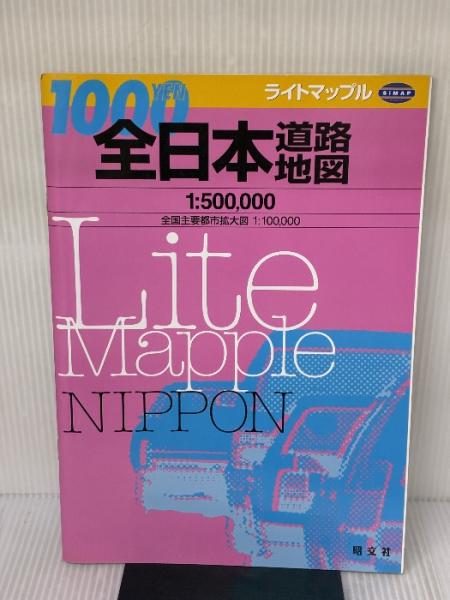 1000 YEN
ライトマップル
SiMAP
全日本道路地図
1:500,000
全国主要都市拡大図 1:100,000
Lite
Mapple
NIPPON
昭文社